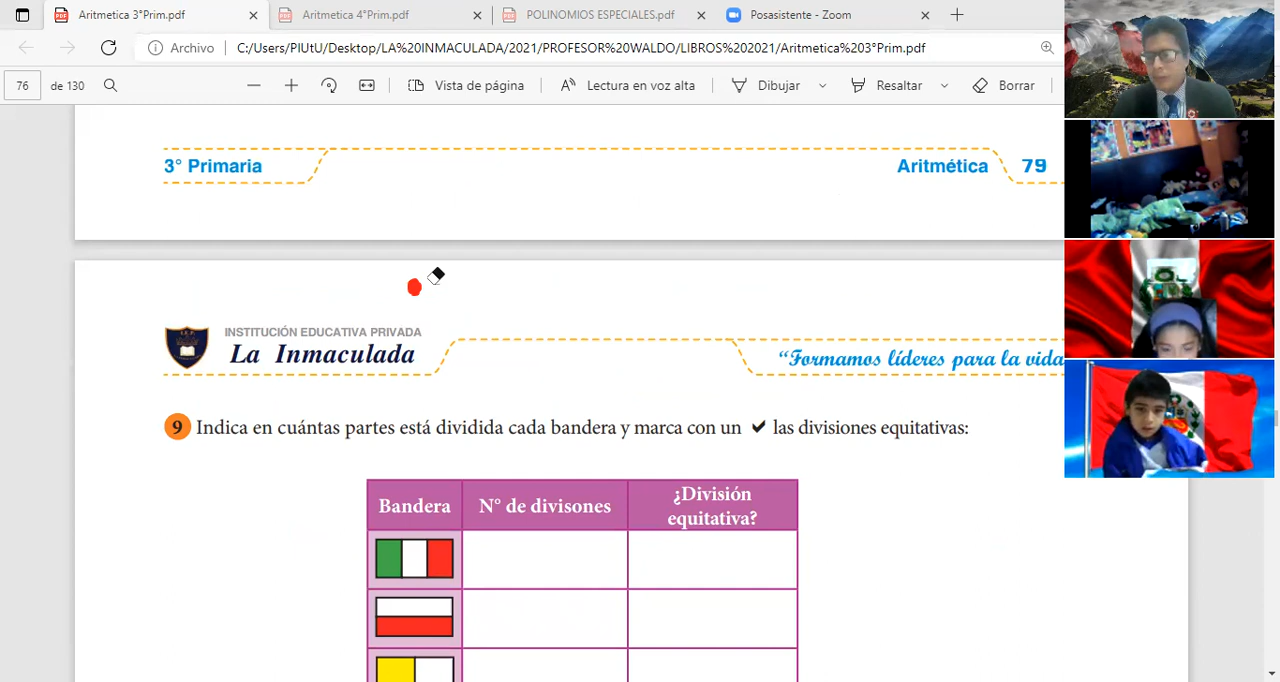 Aritmetica 3°Prim.pdf
Aritmetica 4°Prim.pdf
POLINOMIOS ESPECIALES.pdf
Posasistente - Zoom
Archivo
C:/Users/PIUtU/Desktop/LA%20INMACULADA/2021/PROFESOR%20WALDO/LIBROS%202021/Aritmetica%203°Prim.pdf
76 de 130
Vista de página
Lectura en voz alta
Dibujar
Resaltar
Borrar
3° Primaria
Aritmética 79
INSTITUCIÓN EDUCATIVA PRIVADA
La Inmaculada
“Formamos líderes para la vida
9 Indica en cuántas partes está dividida cada bandera y marca con un ✔ las divisiones equitativas:
Bandera
N° de divisones
¿División
equitativa?